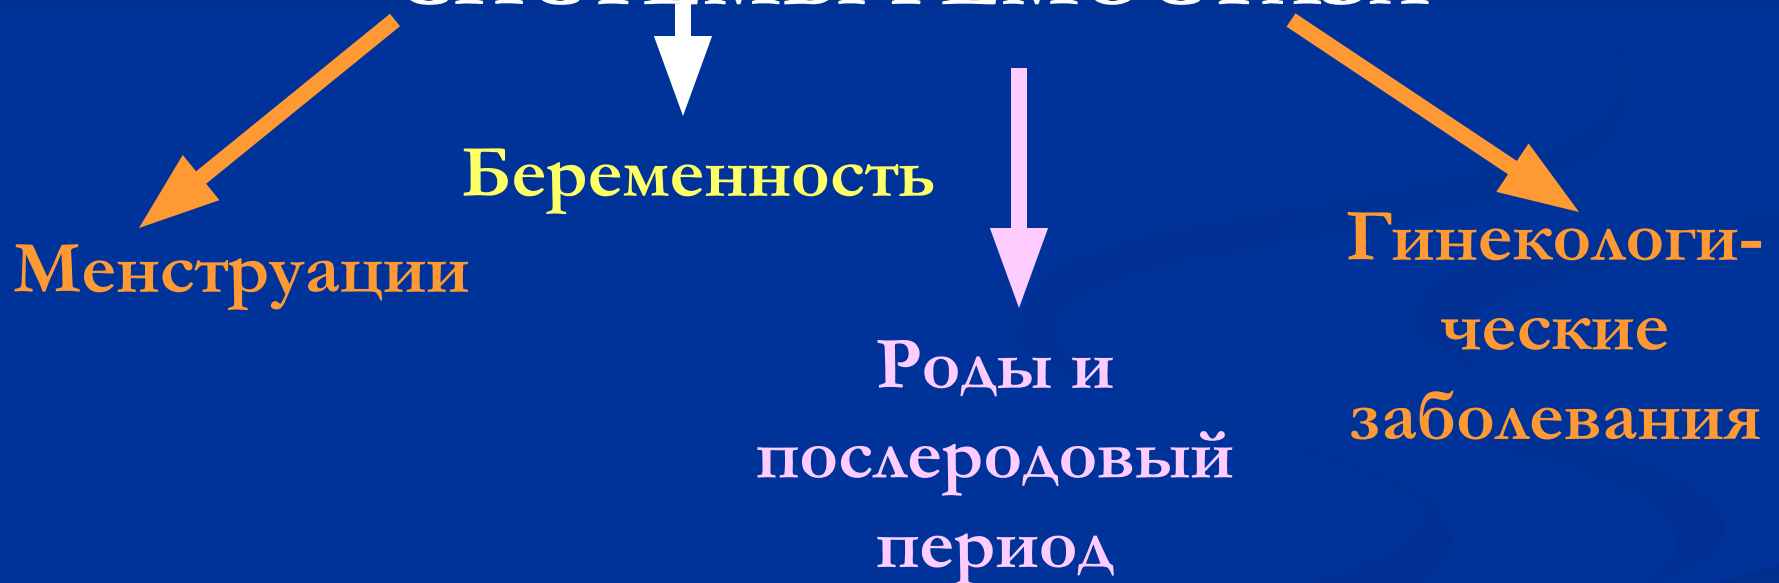 Беременность
Менструации
Гинекологи-
ческие
заболевания
Роды и
послеродовый
период